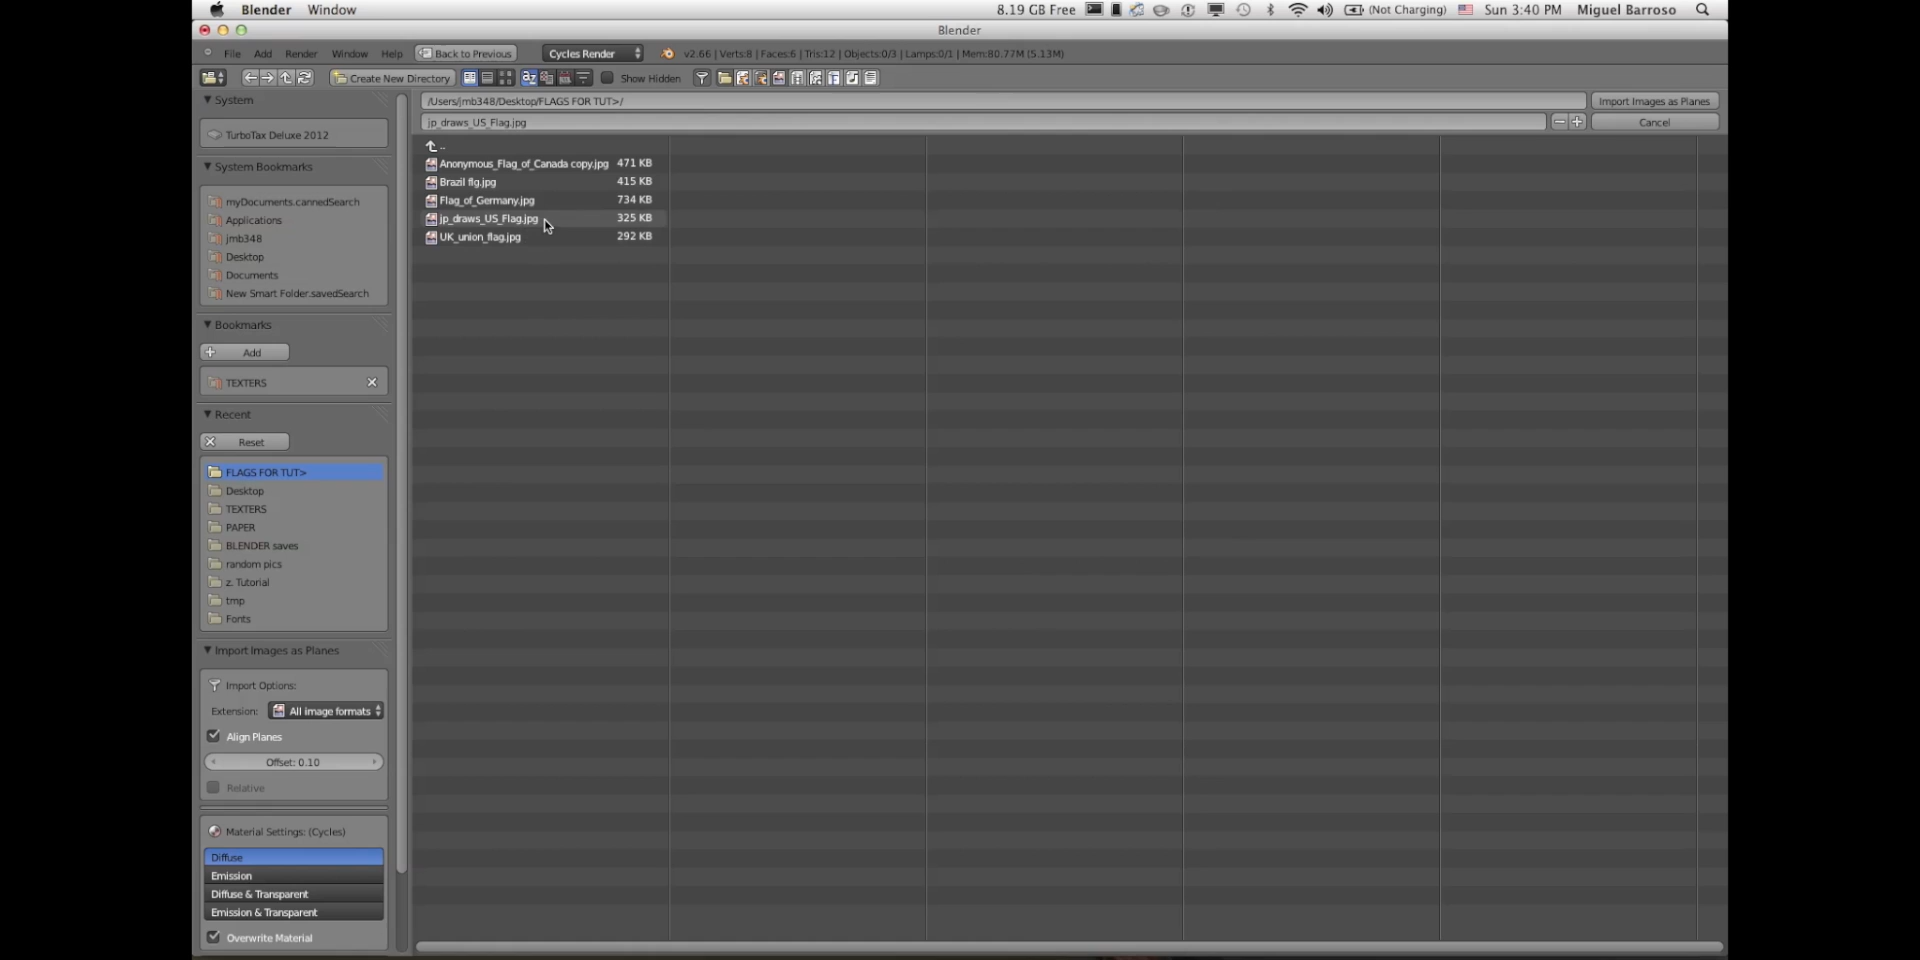 Blender Window 8.19 GB Free (Not Charging) Sun 3:40 PM Miguel Barroso
Blender
File Add Render Window Help Back to Previous Cycles Render v2.66 | Verts:8 | Faces:6 | Tris:12 | Objects:0/3 | Lamps:0/1 | Mem:80.77M (5.13M)
Create New Directory Show Hidden
System
TurboTax Deluxe 2012
System Bookmarks
myDocuments.cannedSearch
Applications
jmb348
Desktop
Documents
New Smart Folder.savedSearch
Bookmarks
Add
TEXTERS
Recent
Reset
FLAGS FOR TUT>
Desktop
TEXTERS
PAPER
BLENDER saves
random pics
z. Tutorial
tmp
Fonts
Import Images as Planes
Import Options:
Extension: All image formats
Align Planes
Offset: 0.10
Relative
Material Settings: (Cycles)
Diffuse
Emission
Diffuse & Transparent
Emission & Transparent
Overwrite Material
/Users/jmb348/Desktop/FLAGS FOR TUT>/ Import Images as Planes
jp_draws_US_Flag.jpg Cancel
..
Anonymous_Flag_of_Canada copy.jpg 471 KB
Brazil flg.jpg 415 KB
Flag_of_Germany.jpg 734 KB
jp_draws_US_Flag.jpg 325 KB
UK_union_flag.jpg 292 KB